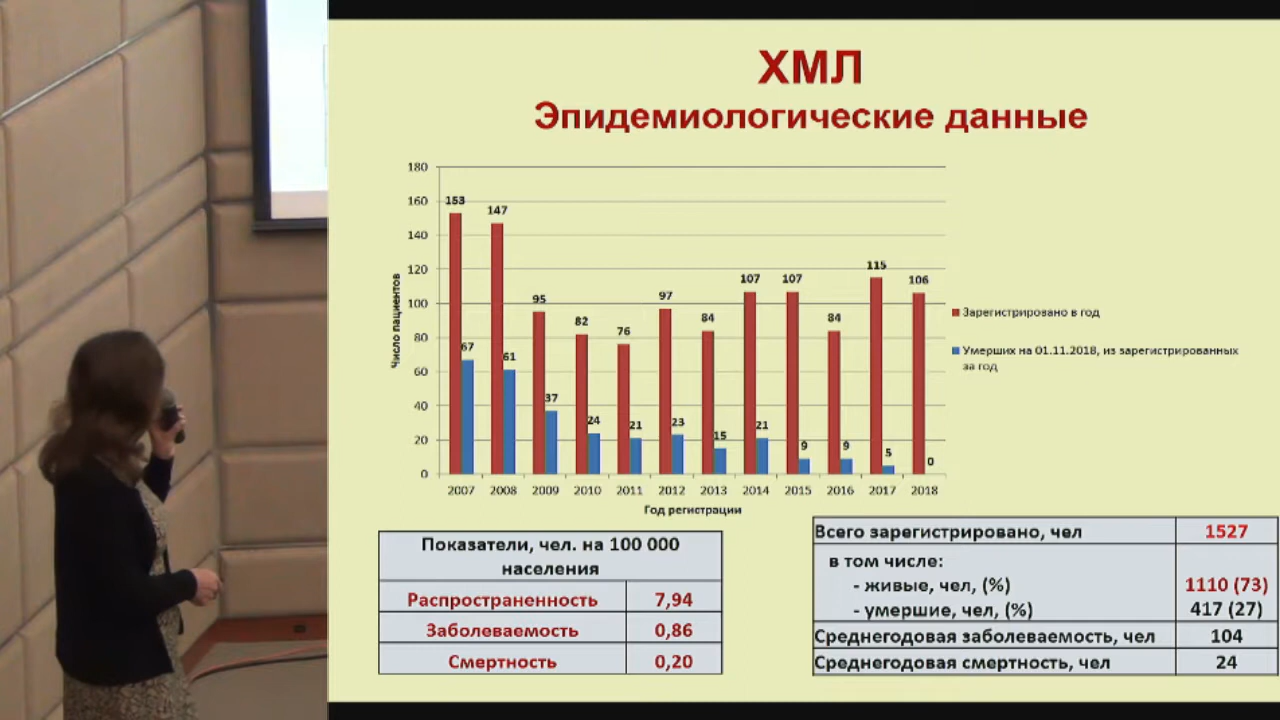 ХМЛ
Эпидемиологические данные
Число пациентов
180
160
140
120
100
80
60
40
20
0
153
67
147
61
95
37
82
24
76
21
97
23
84
15
107
21
107
9
84
9
115
5
106
0
2007 2008 2009 2010 2011 2012 2013 2014 2015 2016 2017 2018
Год регистрации
Зарегистрировано в год
Умерших на 01.11.2018, из зарегистрированных
за год
Показатели, чел. на 100 000
населения
Распространенность 7,94
Заболеваемость 0,86
Смертность 0,20
Всего зарегистрировано, чел 1527
в том числе:
- живые, чел, (%) 1110 (73)
- умершие, чел, (%) 417 (27)
Среднегодовая заболеваемость, чел 104
Среднегодовая смертность, чел 24